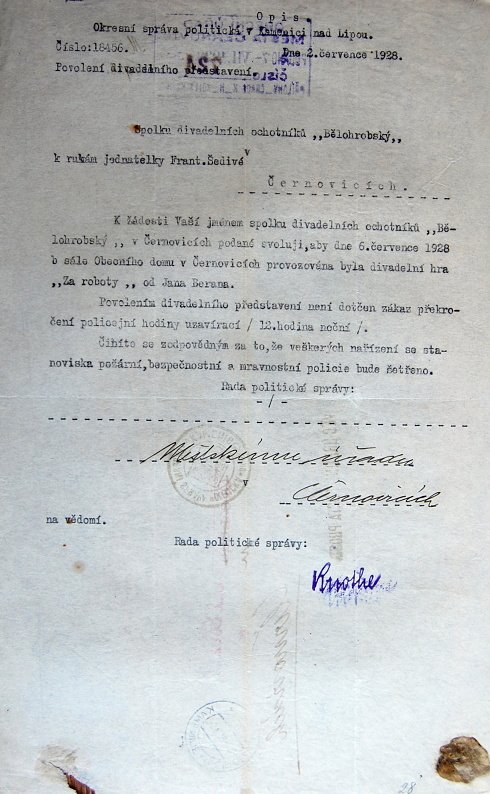 Opis.
Okresní správa politická v Kamenici nad Lipou.
Číslo:18456. Dne 2.července 1928.
Povolení divadelního představení.
Spolku divadelních ochotníků ,,Bělohrobský,,
v
k rukám jednatelky Frant.Šedivé
Černovicích.
K žádosti Vaší jménem spolku divadelních ochotníků ,,Bě-
lohrobský ,, v Černovicích podané svoluji,aby dne 6.července 1928
b sále Obecního domu v Černovicích provozována byla divadelní hra
,,Za roboty ,, od Jana Berana.
Povolením divadelního představení není dotčen zákaz překro-
čení policejní hodiny uzavírací / 12.hodina noční /.
Číbíte se zodpovědným za to,že veškerých nařízení se sta-
noviska požární,bezpečnostní a mravnostní policie bude šetřeno.
Rada politické správy:
-/-
Městskému úřadu
v
Černovicích
na vědomí.
Rada politické správy:
Knothe
28